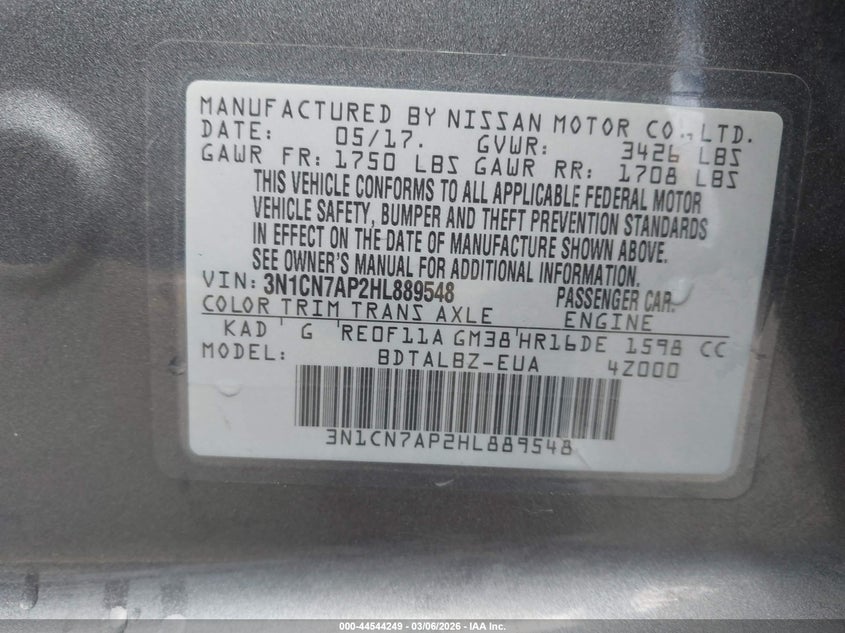 MANUFACTURED BY NISSAN MOTOR CO., LTD.
DATE: 05/17. GVWR: 3426 LBS
GAWR FR: 1750 LBS GAWR RR: 1708 LBS
THIS VEHICLE CONFORMS TO ALL APPLICABLE FEDERAL MOTOR
VEHICLE SAFETY, BUMPER AND THEFT PREVENTION STANDARDS
IN EFFECT ON THE DATE OF MANUFACTURE SHOWN ABOVE.
SEE OWNER'S MANUAL FOR ADDITIONAL INFORMATION.
VIN: 3N1CN7AP2HL889548 PASSENGER CAR.
COLOR TRIM TRANS AXLE ENGINE
KAD G RE0F11A GM38 HR16DE 1598 CC
MODEL: BDTALBZ-EUA 4Z000
3N1CN7AP2HL889548
000-44544249 | 03/06/2026 - IAA Inc.